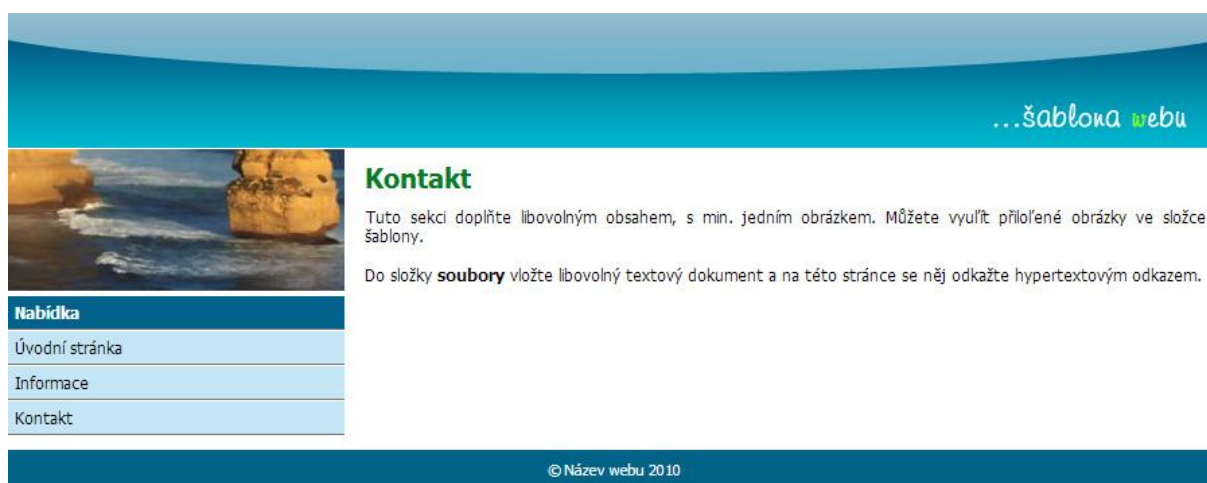 ...šablona webu
Kontakt
Tuto sekci doplňte libovolným obsahem, s min. jedním obrázkem. Můžete vyuľít přiloľené obrázky ve složce
šablony.
Do složky soubory vložte libovolný textový dokument a na této stránce se něj odkažte hypertextovým odkazem.
Nabídka
Úvodní stránka
Informace
Kontakt
© Název webu 2010